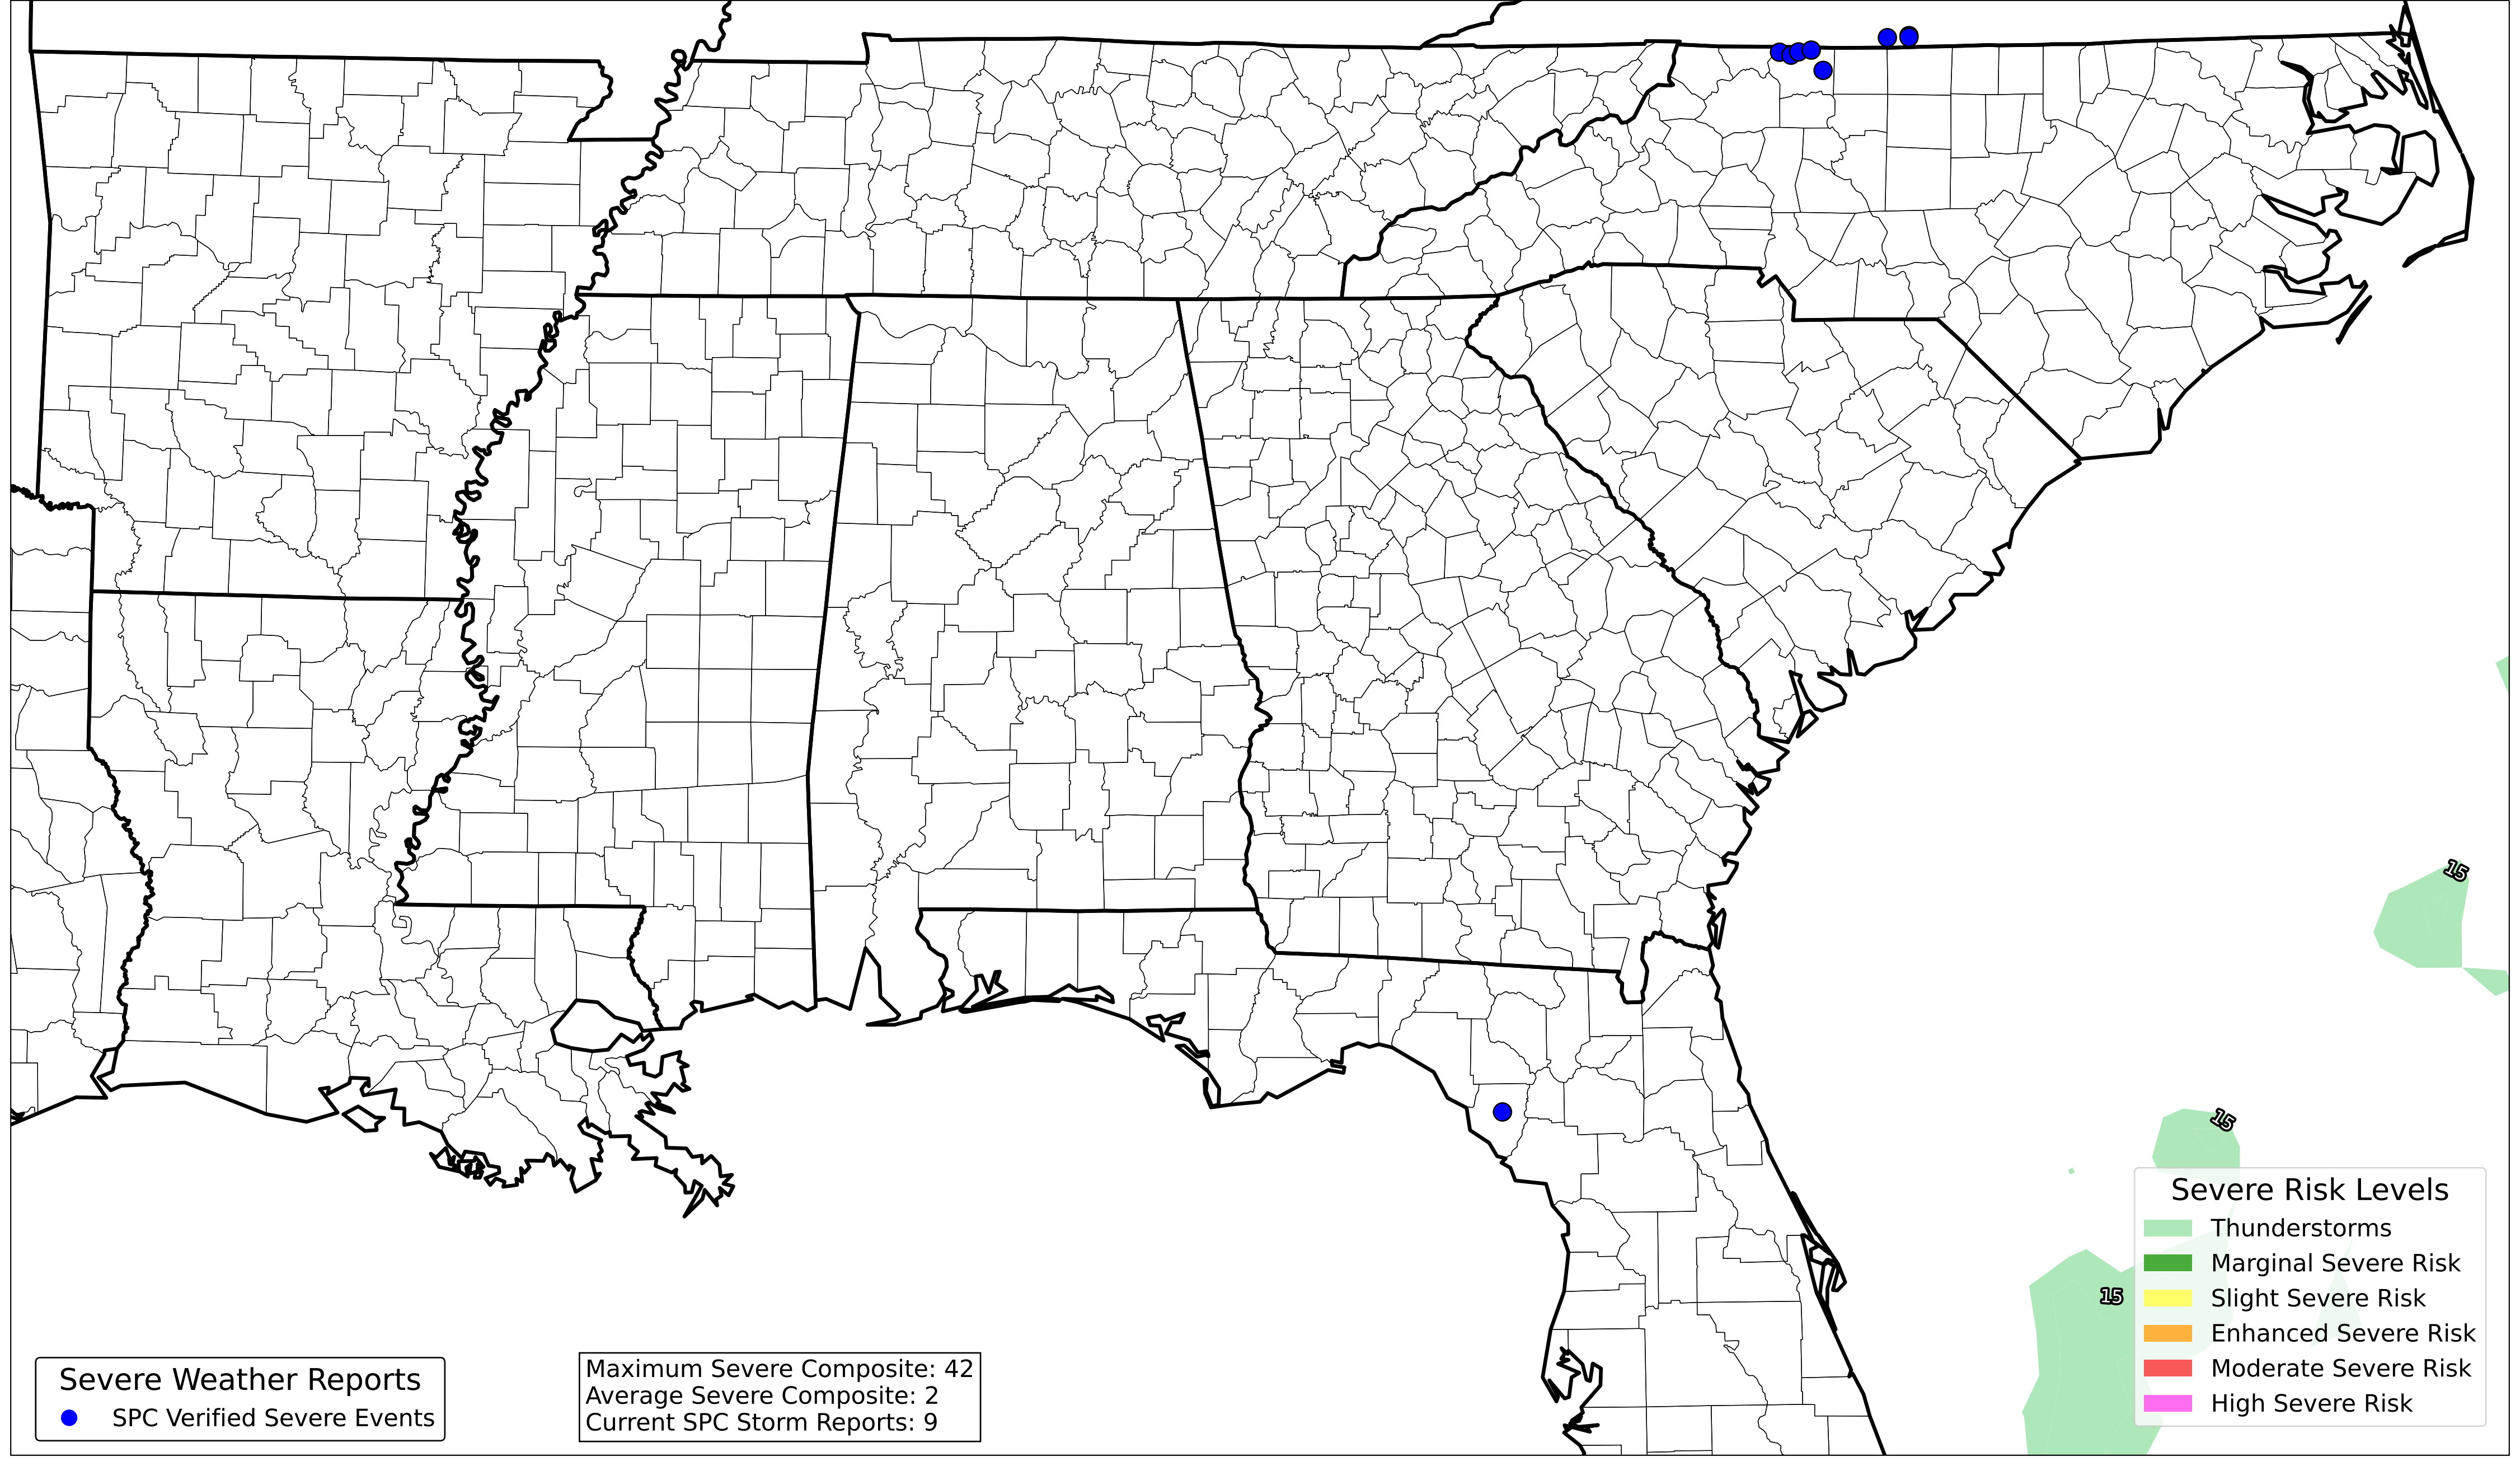 15
15
15
Severe Risk Levels
Thunderstorms
Marginal Severe Risk
Slight Severe Risk
Enhanced Severe Risk
Moderate Severe Risk
High Severe Risk
Severe Weather Reports
SPC Verified Severe Events
Maximum Severe Composite: 42
Average Severe Composite: 2
Current SPC Storm Reports: 9